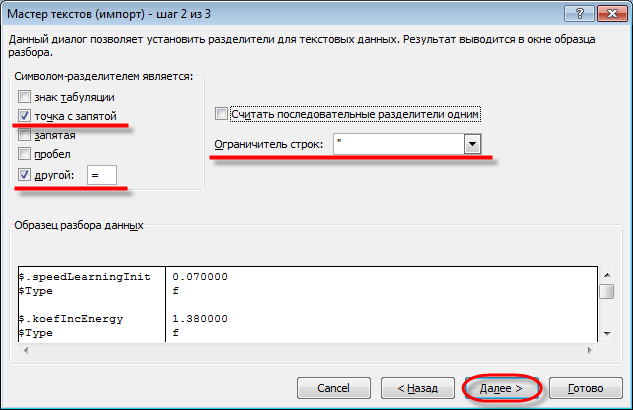 Мастер текстов (импорт) - шаг 2 из 3
Данный диалог позволяет установить разделители для текстовых данных. Результат выводится в окне образца
разбора.
Символом-разделителем является:
знак табуляции
точка с запятой
запятая
пробел
другой: =
Считать последовательные разделители одним
Ограничитель строк: "
Образец разбора данных
$.speedLearningInit 0.070000
$Type f
$.koefIncEnergy 1.380000
$Type f
Cancel < Назад Далее > Готово